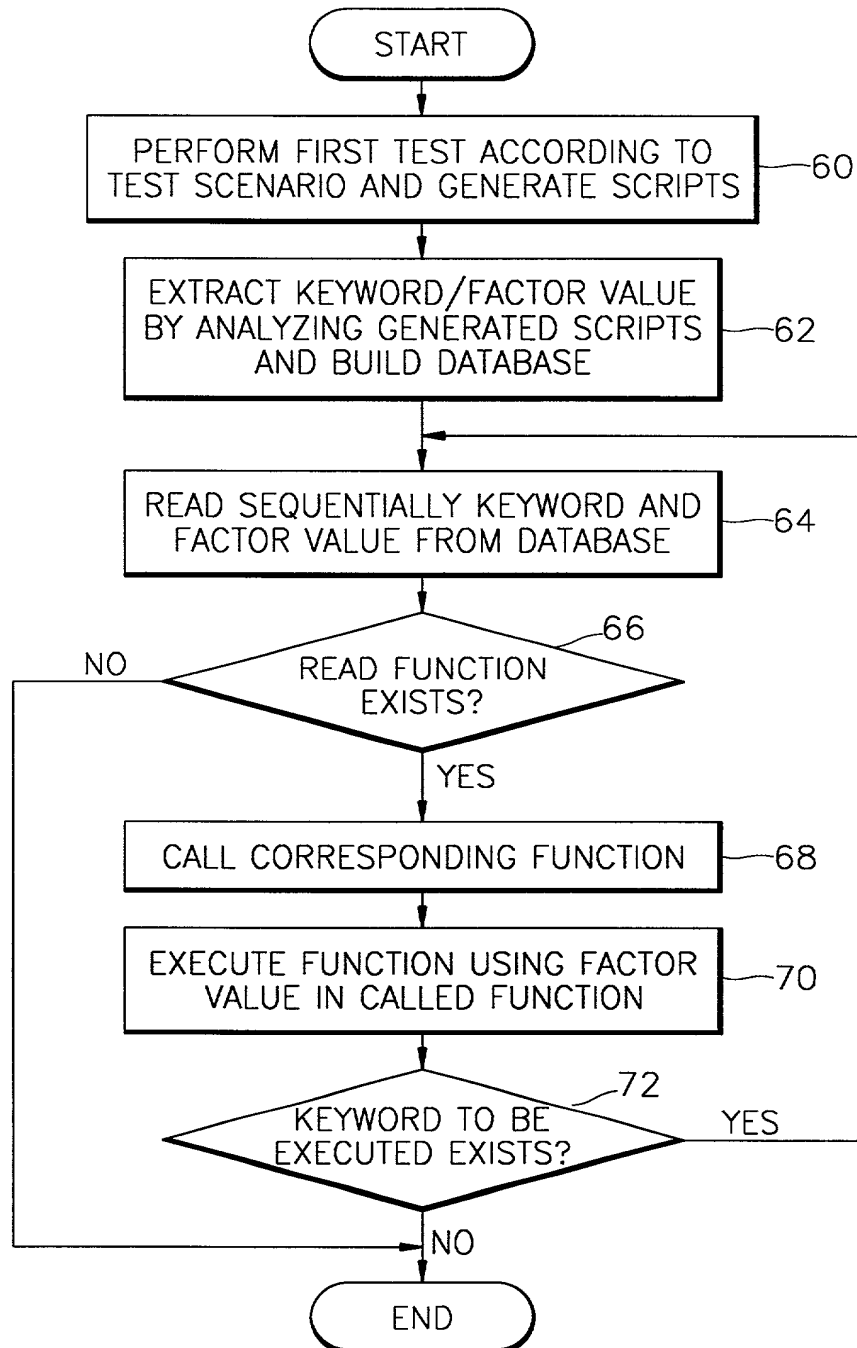 START
PERFORM FIRST TEST ACCORDING TO
TEST SCENARIO AND GENERATE SCRIPTS
60
EXTRACT KEYWORD/FACTOR VALUE
BY ANALYZING GENERATED SCRIPTS
AND BUILD DATABASE
62
READ SEQUENTIALLY KEYWORD AND
FACTOR VALUE FROM DATABASE
64
66
NO
READ FUNCTION
EXISTS?
YES
CALL CORRESPONDING FUNCTION
68
EXECUTE FUNCTION USING FACTOR
VALUE IN CALLED FUNCTION
70
72
KEYWORD TO BE
EXECUTED EXISTS?
YES
NO
END